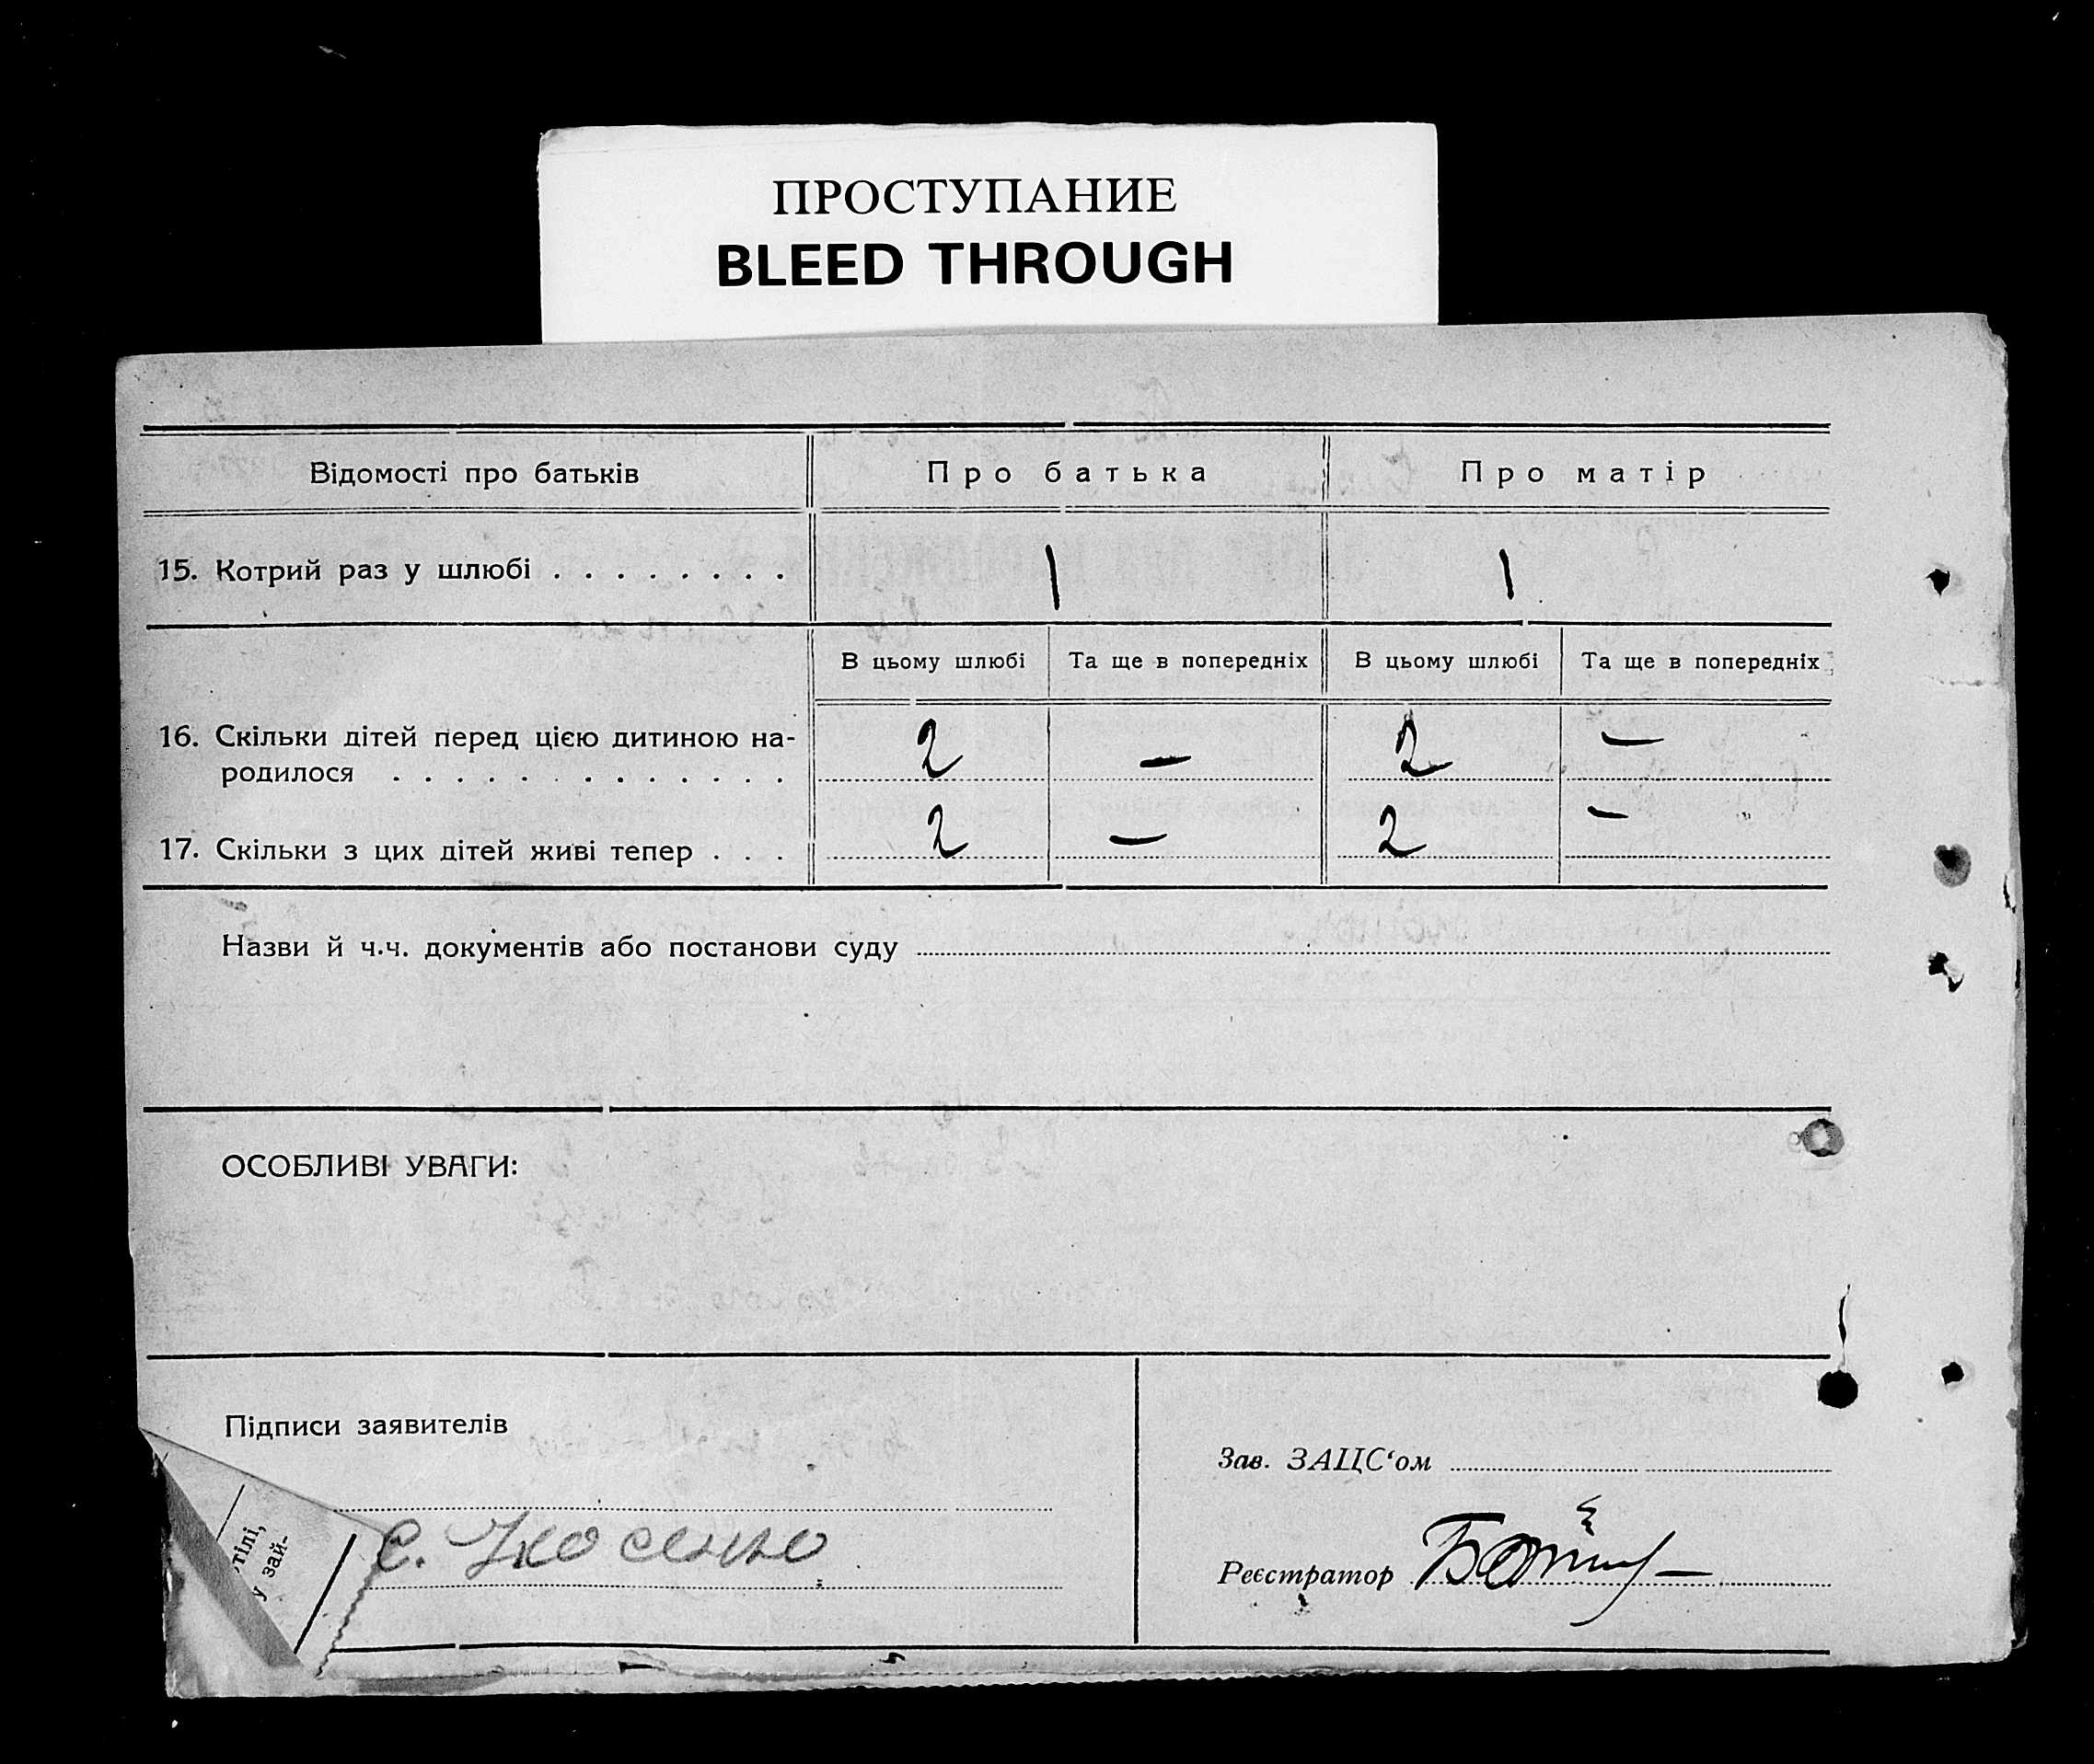 ПРОСТУПАНИЕ
BLEED THROUGH
Відомості про батьків Про батька Про матір
15. Котрий раз у шлюбі . . . . . . . . 1 1
В цьому шлюбі Та ще в попередніх В цьому шлюбі Та ще в попередніх
16. Скільки дітей перед цією дитиною на-
родилося . . . . . . . . . . . . . 2 — 2 —
17. Скільки з цих дітей живі тепер . . . 2 — 2 —
Назви й ч.ч. документів або постанови суду
ОСОБЛИВІ УВАГИ:
Підписи заявителів
Зав. ЗАЦС‘ом
тілі,
у зай-
С.
Реєстратор